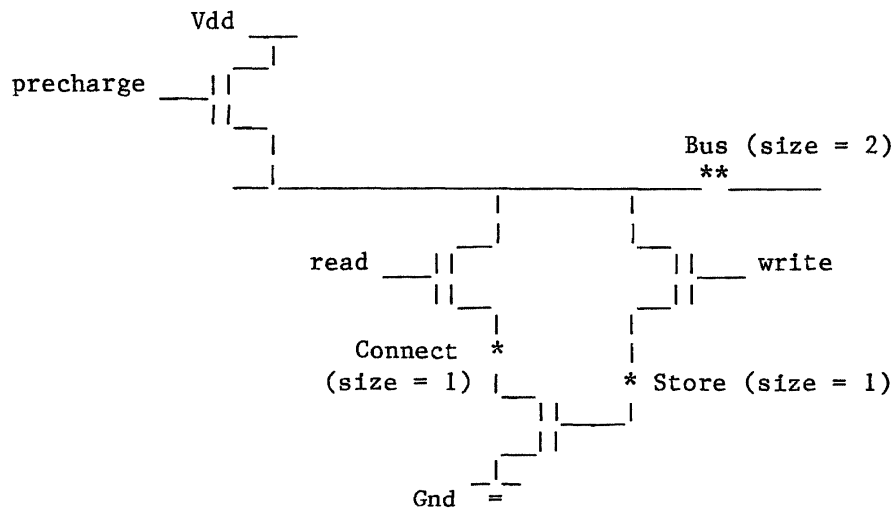 Vdd
precharge
Bus (size = 2)
**
read
write
Connect *
(size = 1) * Store (size = 1)
Gnd =